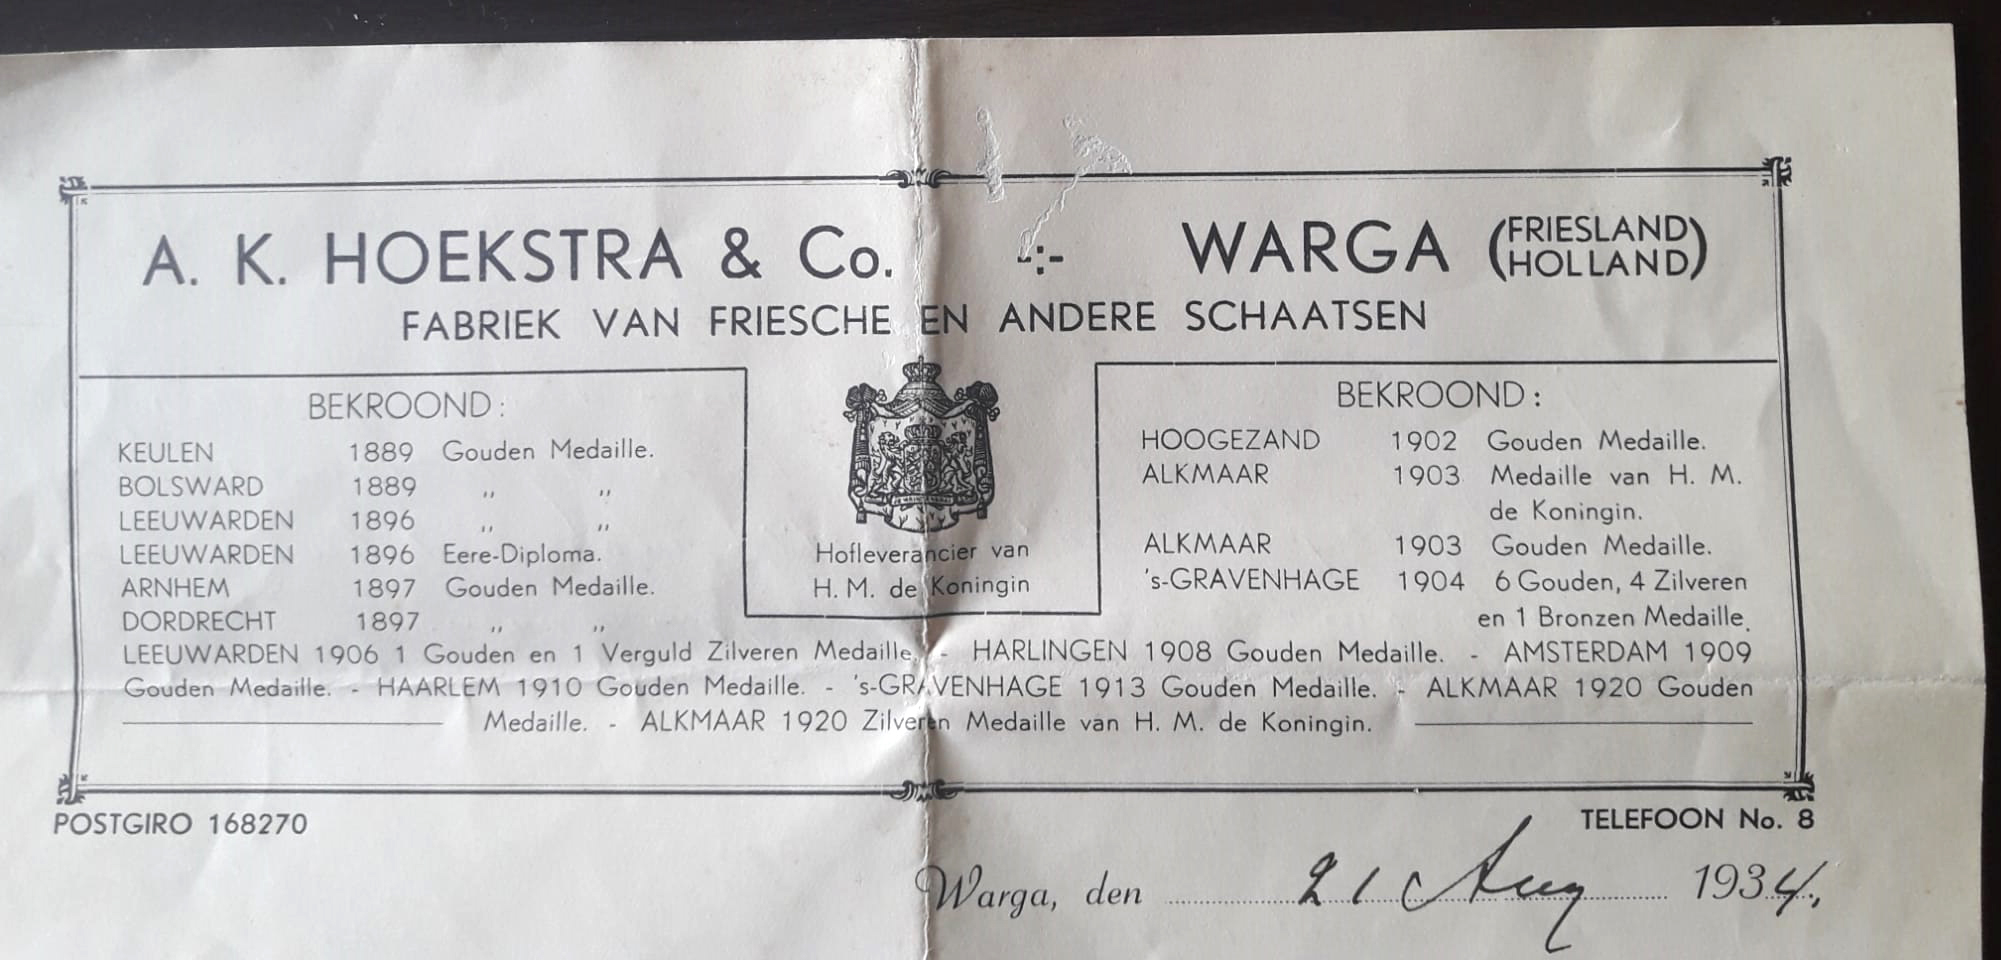 A. K. HOEKSTRA & Co. -:- WARGA (FRIESLAND HOLLAND)
FABRIEK VAN FRIESCHE EN ANDERE SCHAATSEN
BEKROOND:
KEULEN 1889 Gouden Medaille.
BOLSWARD 1889 ,, ,,
LEEUWARDEN 1896 ,, ,,
LEEUWARDEN 1896 Eere-Diploma.
ARNHEM 1897 Gouden Medaille.
DORDRECHT 1897 ,, ,,
Hofleverancier van
H. M. de Koningin
BEKROOND:
HOOGEZAND 1902 Gouden Medaille.
ALKMAAR 1903 Medaille van H. M.
de Koningin.
ALKMAAR 1903 Gouden Medaille.
's-GRAVENHAGE 1904 6 Gouden, 4 Zilveren
en 1 Bronzen Medaille.
LEEUWARDEN 1906 1 Gouden en 1 Verguld Zilveren Medaille. - HARLINGEN 1908 Gouden Medaille. - AMSTERDAM 1909
Gouden Medaille. - HAARLEM 1910 Gouden Medaille. - 's-GRAVENHAGE 1913 Gouden Medaille. - ALKMAAR 1920 Gouden
Medaille. - ALKMAAR 1920 Zilveren Medaille van H. M. de Koningin.
POSTGIRO 168270 TELEFOON No. 8
Warga, den 21 Aug 1934.